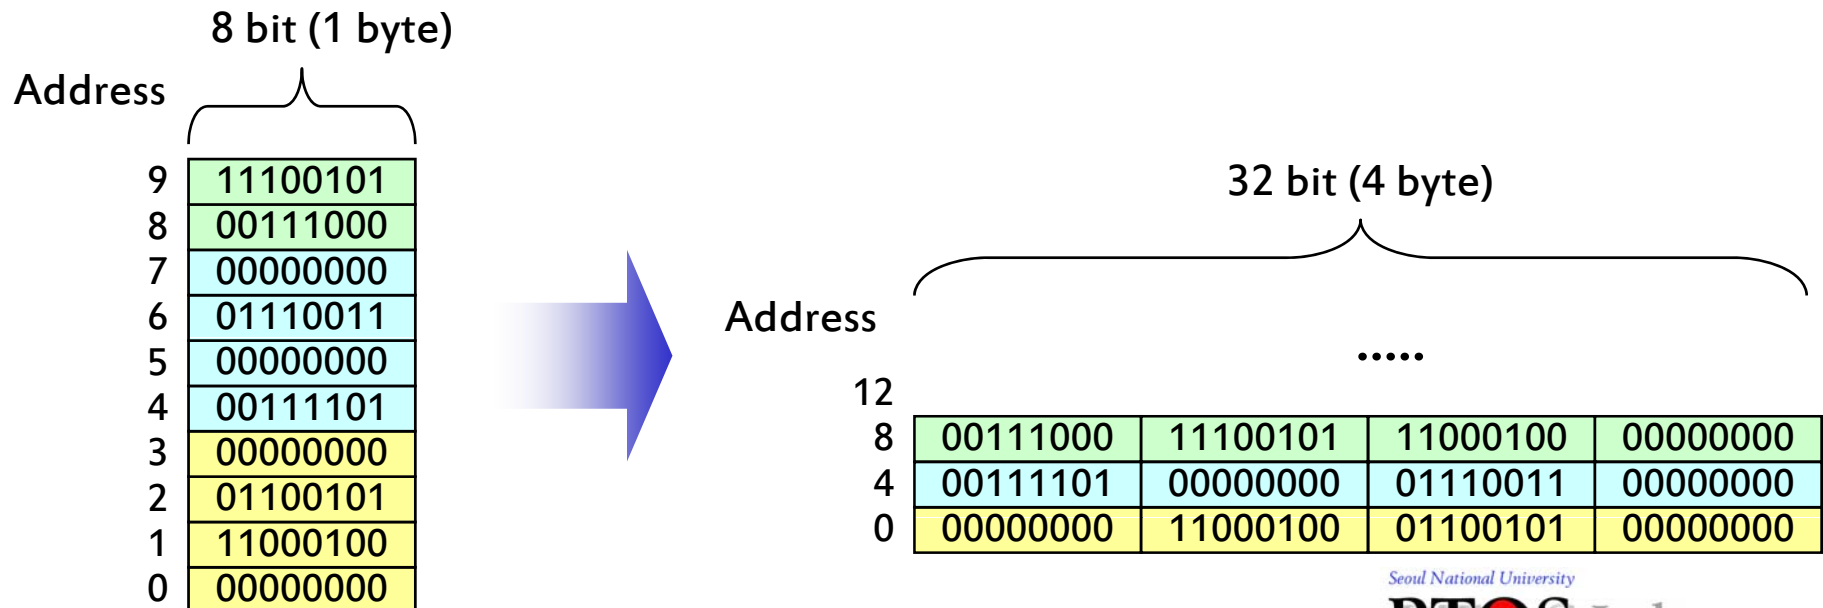 8 bit (1 byte)
Address
9 11100101
8 00111000
7 00000000
6 01110011
5 00000000
4 00111101
3 00000000
2 01100101
1 11000100
0 00000000
32 bit (4 byte)
Address
.....
12
8 00111000 11100101 11000100 00000000
4 00111101 00000000 01110011 00000000
0 00000000 11000100 01100101 00000000
Seoul National University